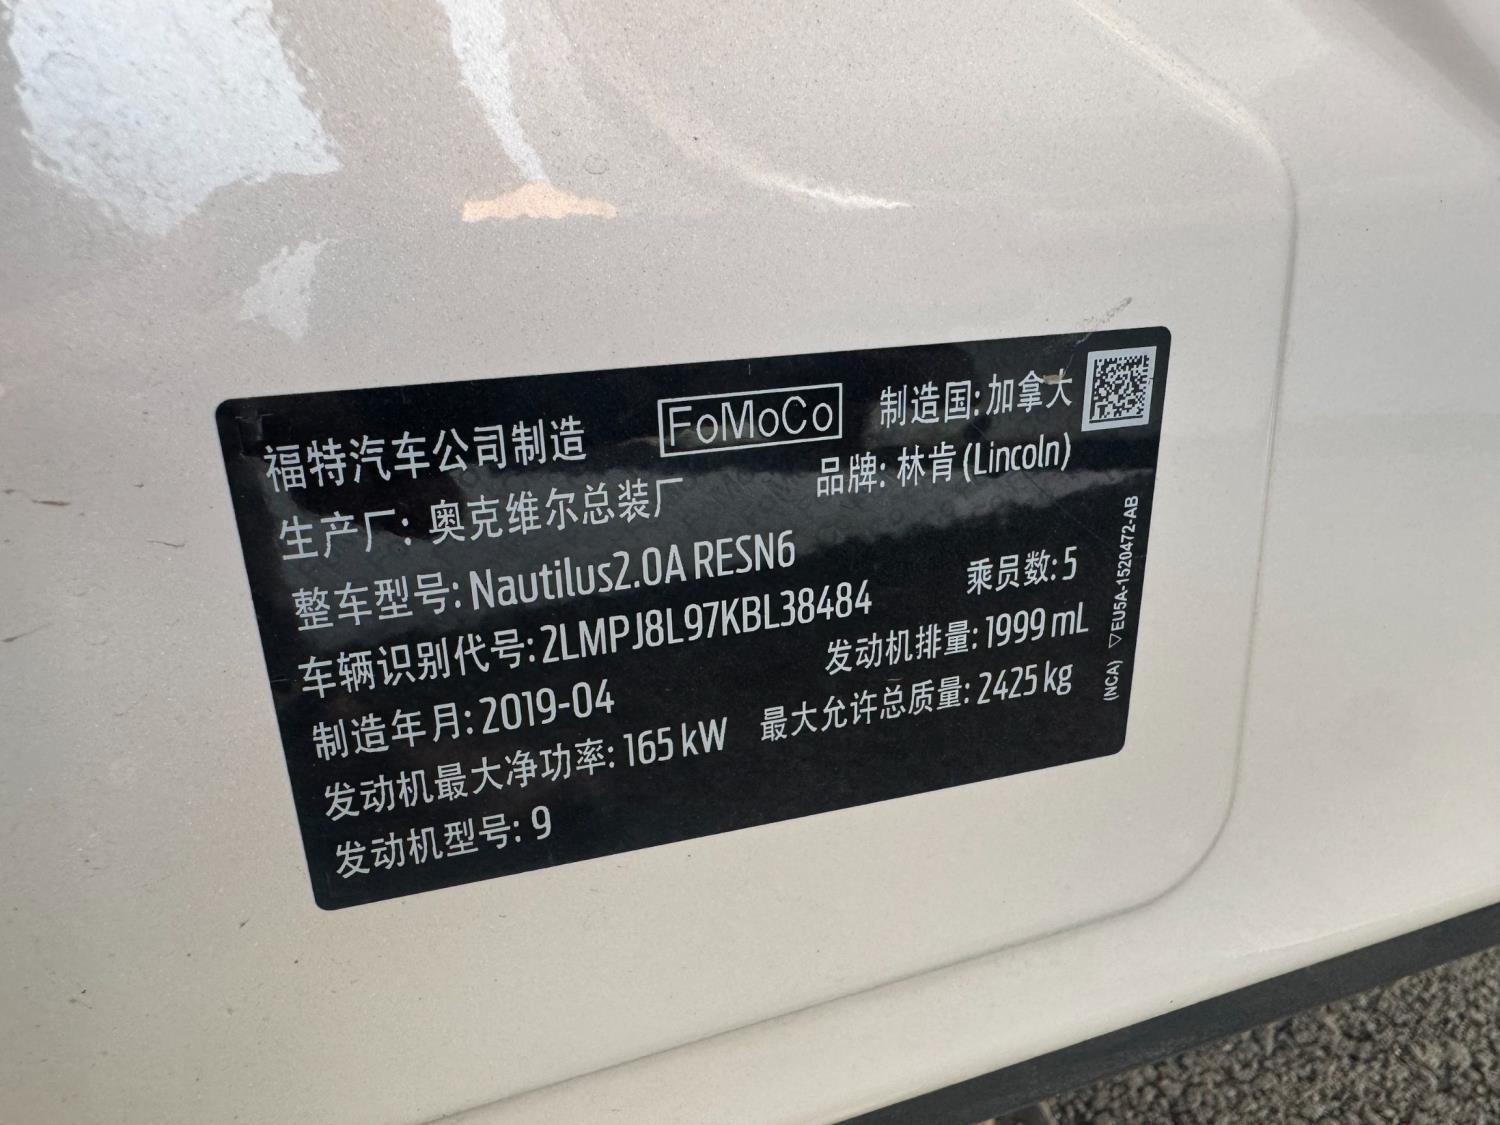 福特汽车公司制造
FoMoCo
制造国:加拿大
生产厂: 奥克维尔总装厂
品牌: 林肯 (Lincoln)
整车型号: Nautilus2.0A RESN6
车辆识别代号: 2LMPJ8L97KBL38484
乘员数: 5
制造年月: 2019-04
发动机排量: 1999 mL
发动机最大净功率: 165 kW
最大允许总质量: 2425 kg
发动机型号: 9
(NCA) ▽EU5A-1520472-AB